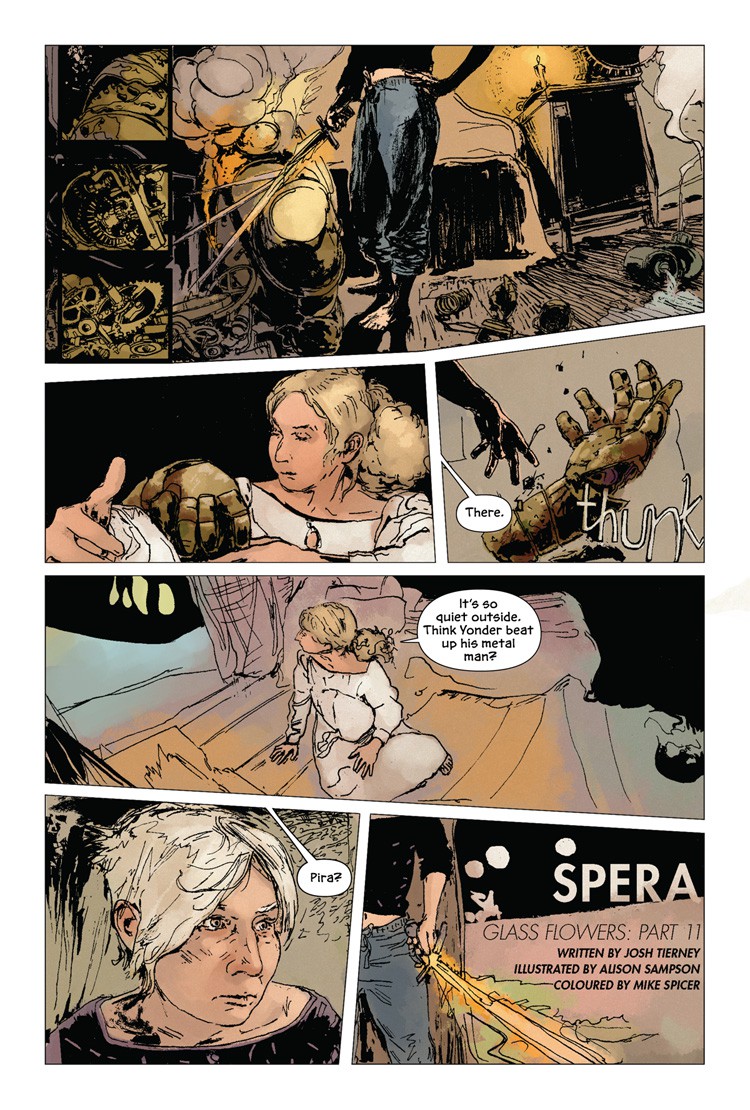 There.
thunk
It's so
quiet outside.
Think Yonder beat
up his metal
man?
Pira?
SPERA
GLASS FLOWERS: PART 11
WRITTEN BY JOSH TIERNEY
ILLUSTRATED BY ALISON SAMPSON
COLOURED BY MIKE SPICER